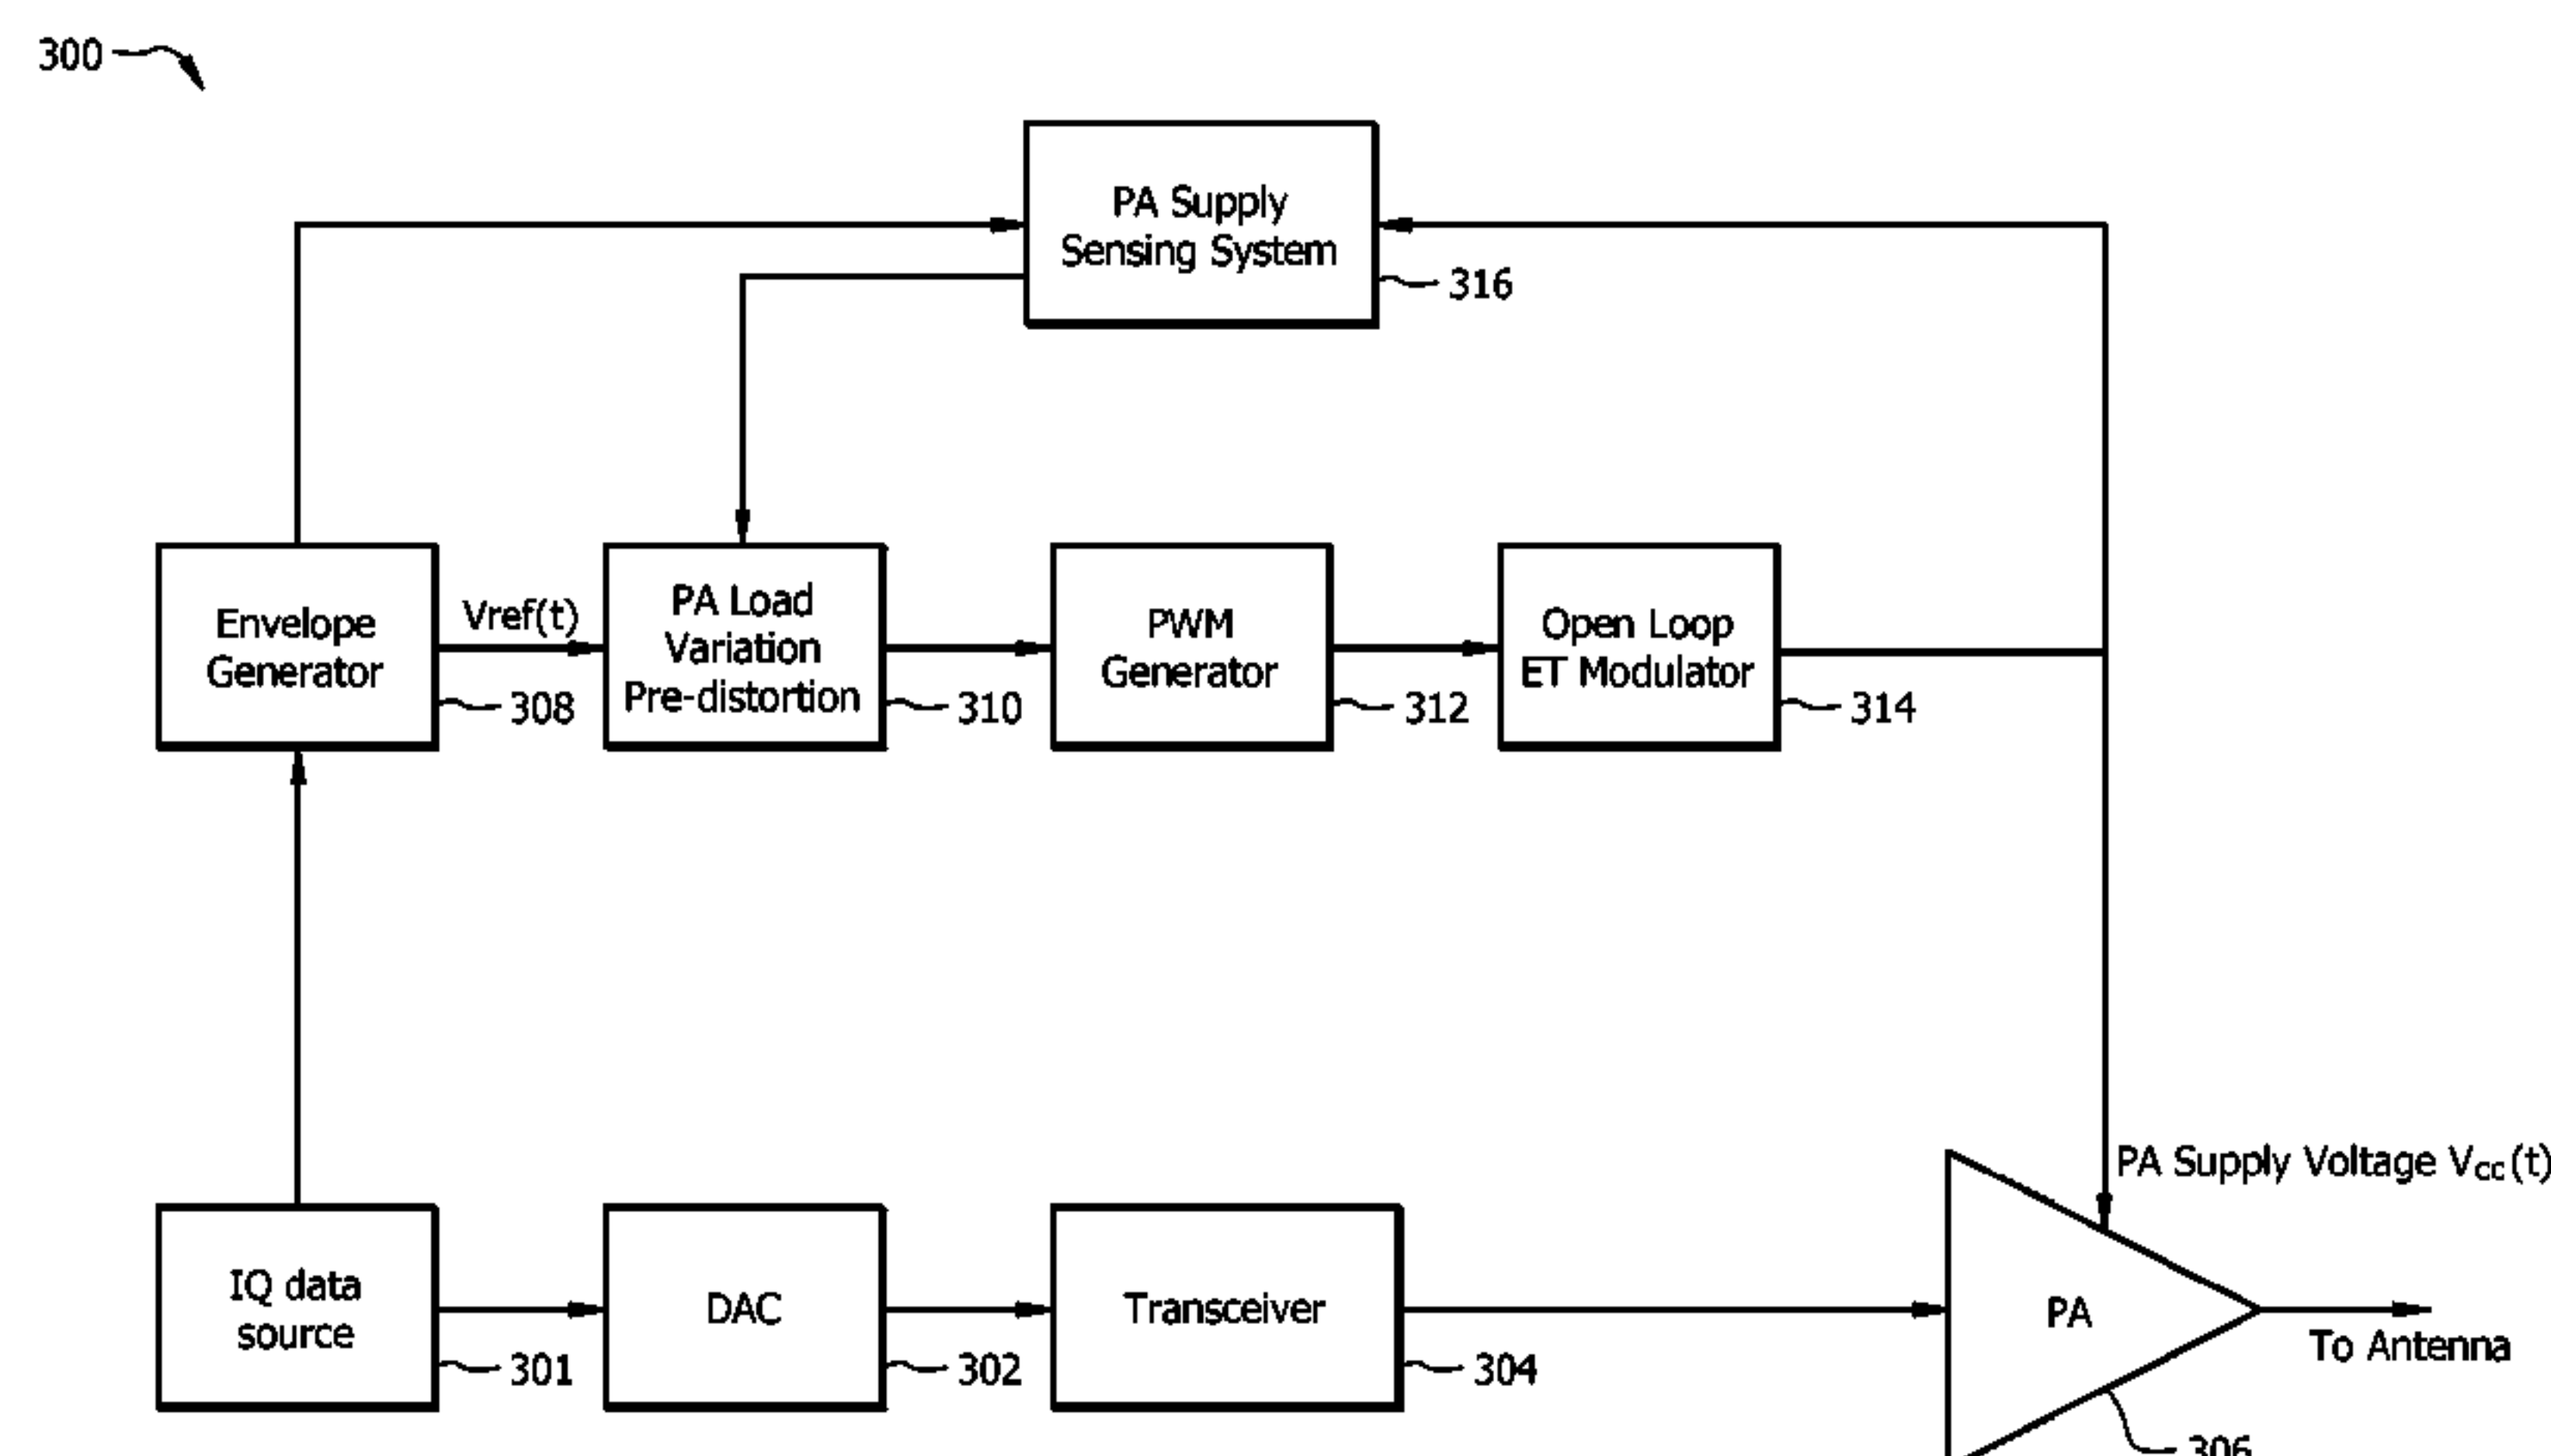 300
PA Supply
Sensing System
316
Envelope
Generator
308
Vref(t)
PA Load
Variation
Pre-distortion
310
PWM
Generator
312
Open Loop
ET Modulator
314
PA Supply Voltage Vcc(t)
IQ data
source
301
DAC
302
Transceiver
304
PA
To Antenna
306